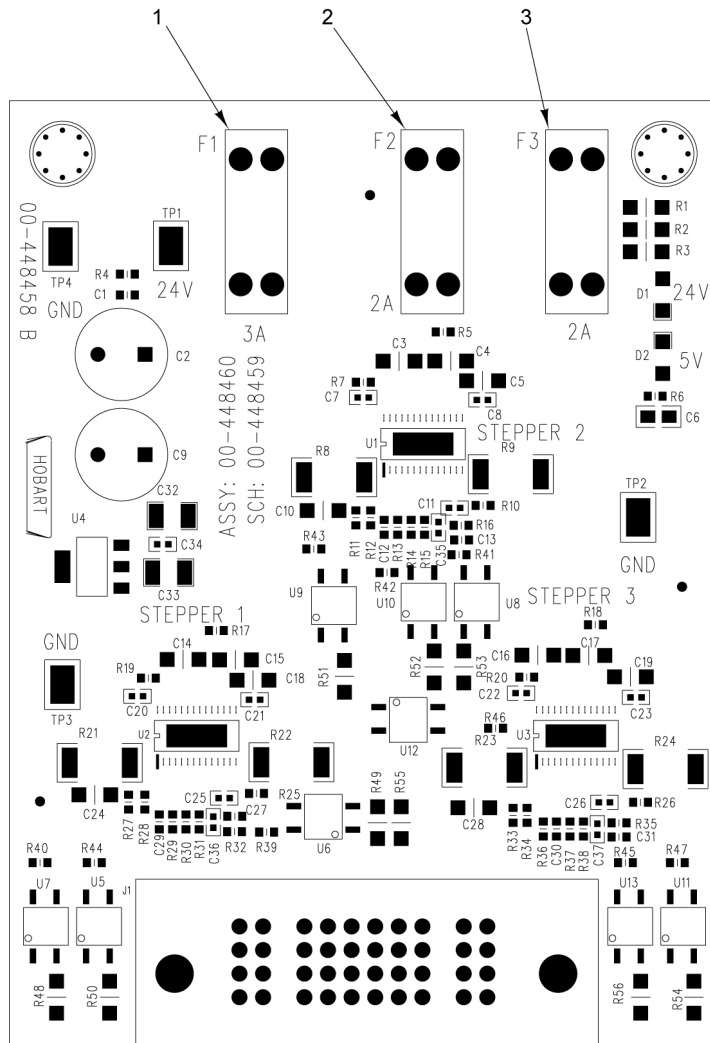 1 2 3
F1 F2 F3
00-448458 B
TP4
GND
TP1
24V
R4
C1
3A
2A
2A
R1
R2
R3
D1
24V
D2
5V
R6
C6
C2
C9
HOBART
ASSY: 00-448460
SCH: 00-448459
R5
C3
C4
R7
C7
C5
C8
U1
STEPPER 2
R8
R9
C10
C11
R10
R43
R11
R12
C12
R13
R14
R15
C35
R16
C13
R41
R42
TP2
GND
C32
U4
C34
C33
STEPPER 1
U9
U10
U8
STEPPER 3
GND
TP3
R17
C14
C15
R19
C18
C20
C21
R51
R52
R53
R18
C16
C17
R20
C19
C22
C23
R21
U2
R22
U12
R46
R23
U3
R24
C24
R27
R28
C25
R25
C27
C29
R29
R30
R31
C36
R32
R39
U6
R49
R55
C28
R33
R34
C26
R26
R36
C30
R37
R38
C37
R35
C31
R40
R44
U7
U5
J1
R45
R47
U13
U11
R48
R50
R56
R54